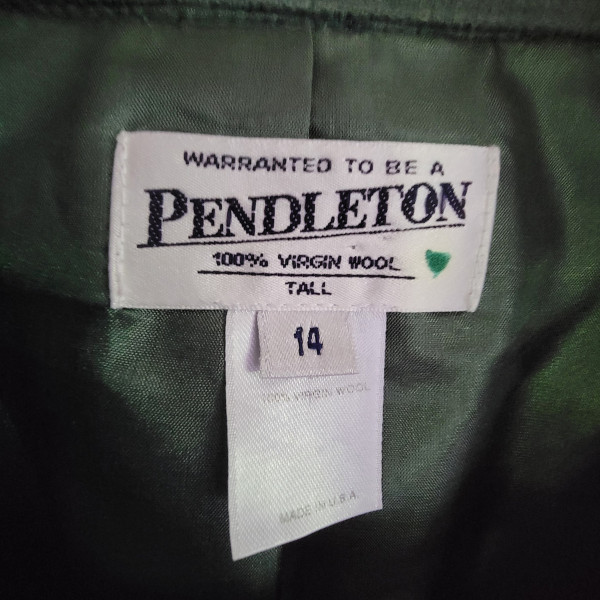 WARRANTED TO BE A
PENDLETON
100% VIRGIN WOOL
TALL
14
100% VIRGIN WOOL
MADE IN U.S.A.